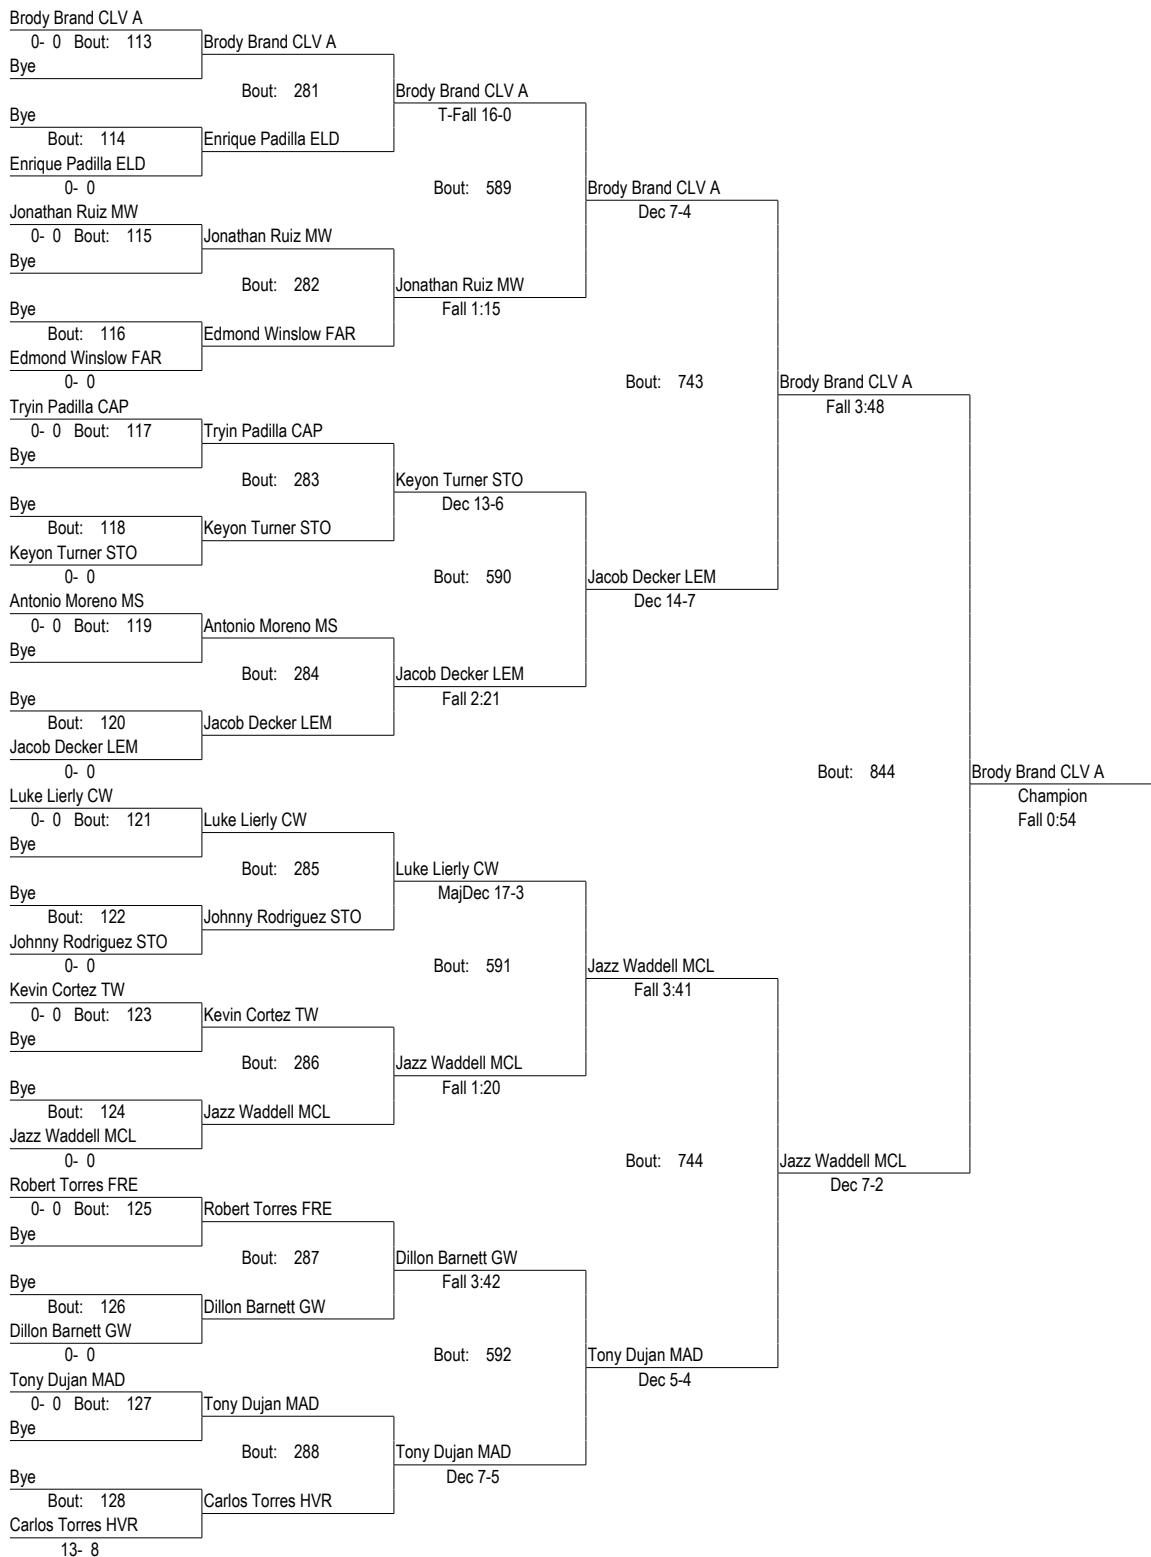 Brody Brand CLV A
0- 0 Bout: 113 Brody Brand CLV A
Bye
Bout: 281 Brody Brand CLV A
Bye T-Fall 16-0
Bout: 114 Enrique Padilla ELD
Enrique Padilla ELD
0- 0 Bout: 589 Brody Brand CLV A
Jonathan Ruiz MW Dec 7-4
0- 0 Bout: 115 Jonathan Ruiz MW
Bye
Bout: 282 Jonathan Ruiz MW
Bye Fall 1:15
Bout: 116 Edmond Winslow FAR
Edmond Winslow FAR
0- 0 Bout: 743 Brody Brand CLV A
Tryin Padilla CAP Fall 3:48
0- 0 Bout: 117 Tryin Padilla CAP
Bye
Bout: 283 Keyon Turner STO
Bye Dec 13-6
Bout: 118 Keyon Turner STO
Keyon Turner STO
0- 0 Bout: 590 Jacob Decker LEM
Antonio Moreno MS Dec 14-7
0- 0 Bout: 119 Antonio Moreno MS
Bye
Bout: 284 Jacob Decker LEM
Bye Fall 2:21
Bout: 120 Jacob Decker LEM
Jacob Decker LEM
0- 0 Bout: 844 Brody Brand CLV A
Luke Lierly CW Champion
0- 0 Bout: 121 Luke Lierly CW Fall 0:54
Bye
Bout: 285 Luke Lierly CW
Bye MajDec 17-3
Bout: 122 Johnny Rodriguez STO
Johnny Rodriguez STO
0- 0 Bout: 591 Jazz Waddell MCL
Kevin Cortez TW Fall 3:41
0- 0 Bout: 123 Kevin Cortez TW
Bye
Bout: 286 Jazz Waddell MCL
Bye Fall 1:20
Bout: 124 Jazz Waddell MCL
Jazz Waddell MCL
0- 0 Bout: 744 Jazz Waddell MCL
Robert Torres FRE Dec 7-2
0- 0 Bout: 125 Robert Torres FRE
Bye
Bout: 287 Dillon Barnett GW
Bye Fall 3:42
Bout: 126 Dillon Barnett GW
Dillon Barnett GW
0- 0 Bout: 592 Tony Dujan MAD
Tony Dujan MAD Dec 5-4
0- 0 Bout: 127 Tony Dujan MAD
Bye
Bout: 288 Tony Dujan MAD
Bye Dec 7-5
Bout: 128 Carlos Torres HVR
Carlos Torres HVR
13- 8